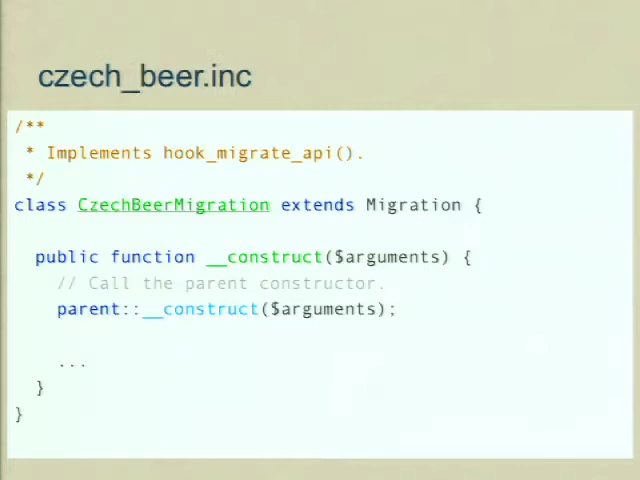 czech_beer.inc
/**
 * Implements hook_migrate_api().
 */
class CzechBeerMigration extends Migration {
  public function __construct($arguments) {
    // Call the parent constructor.
    parent::__construct($arguments);
    ...
  }
}